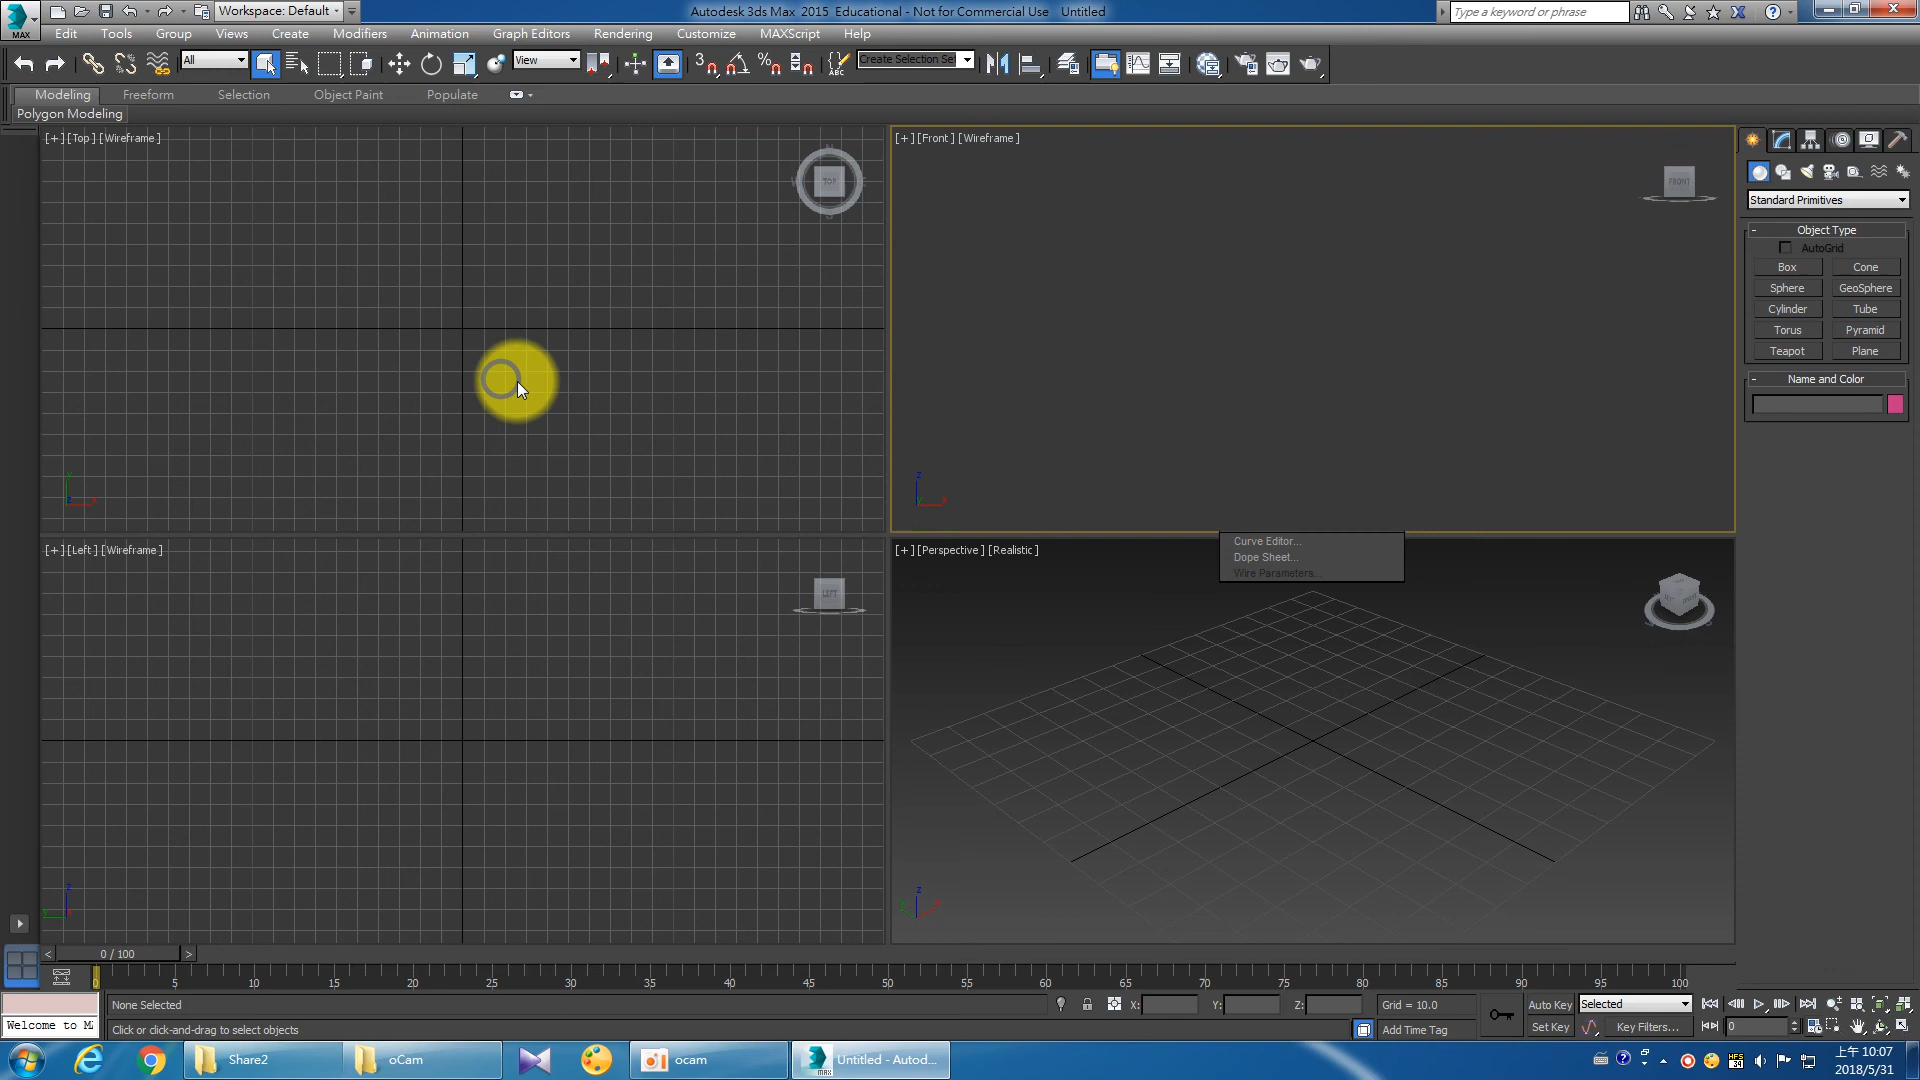 MAX
Workspace: Default
Autodesk 3ds Max 2015 Educational - Not for Commercial Use Untitled
Type a keyword or phrase
Edit Tools Group Views Create Modifiers Animation Graph Editors Rendering Customize MAXScript Help
All
View
3
ABC
Create Selection Se
Modeling Freeform Selection Object Paint Populate
Polygon Modeling
[+] [Top] [Wireframe]
TOP
[+] [Front] [Wireframe]
FRONT
Standard Primitives
- Object Type
AutoGrid
Box Cone
Sphere GeoSphere
Cylinder Tube
Torus Pyramid
Teapot Plane
- Name and Color
y
z
x
z
x
[+] [Left] [Wireframe]
LEFT
[+] [Perspective] [Realistic]
Curve Editor...
Dope Sheet...
Wire Parameters...
z
y
z
< 0 / 100 >
0 5 10 15 20 25 30 35 40 45 50 55 60 65 70 75 80 85 90 95 100
None Selected
X: Y: Z: Grid = 10.0
Auto Key Selected
Welcome to M
Click or click-and-drag to select objects
Add Time Tag
Set Key Key Filters... 0
Share2 oCam ocam Untitled - Autod...
上午 10:07
2018/5/31